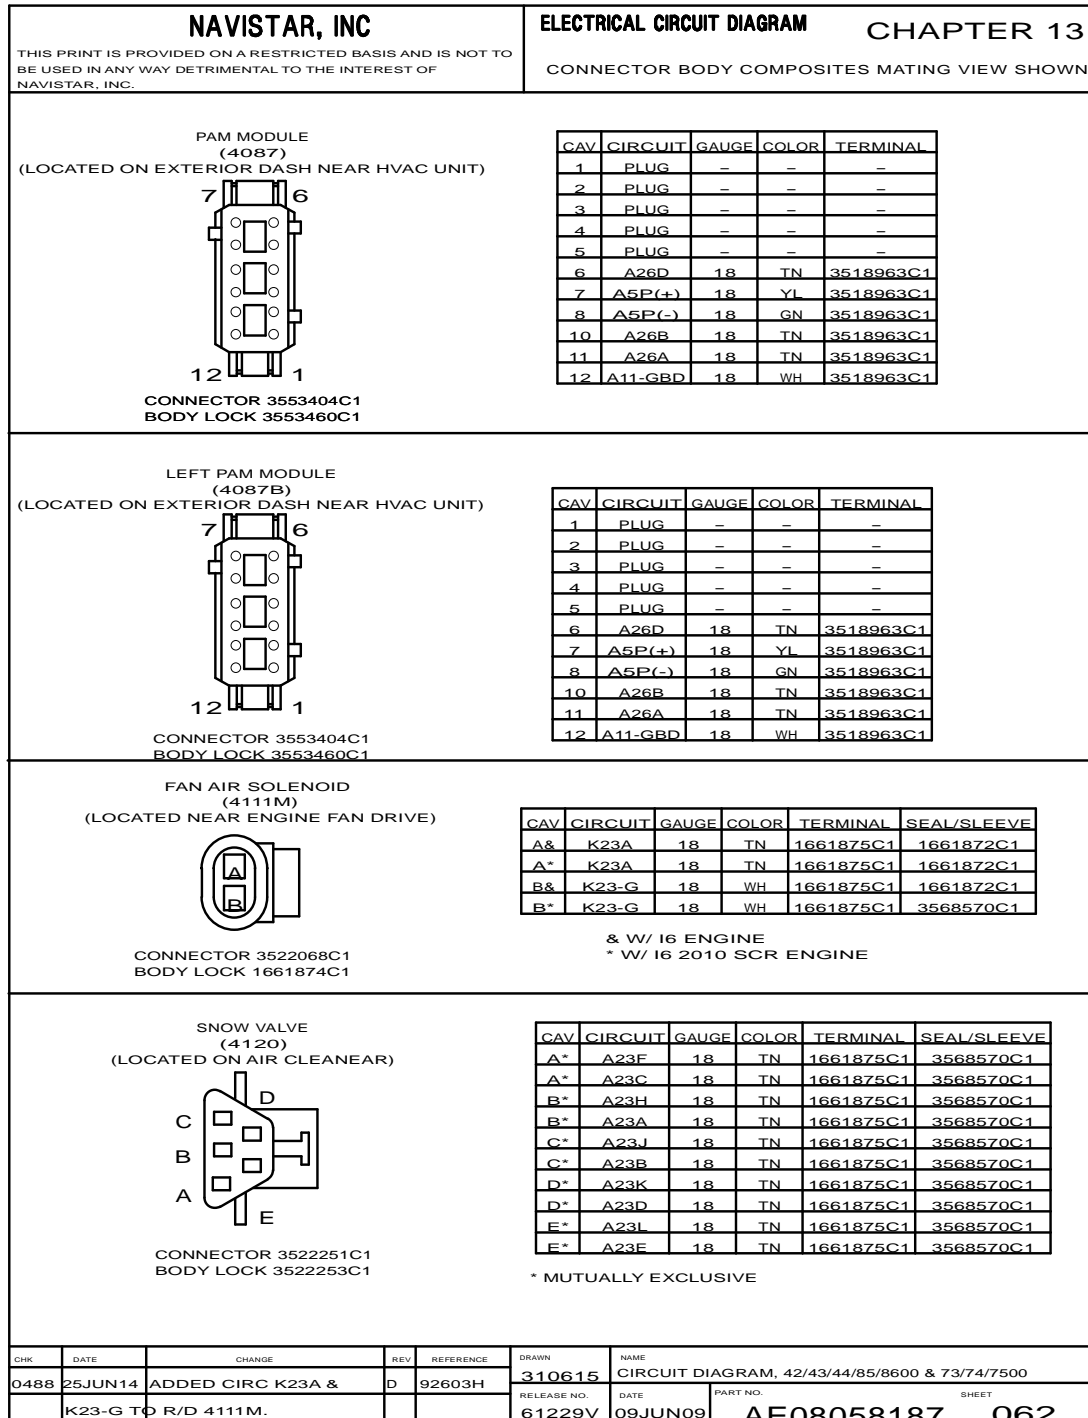 NAVISTAR, INC
THIS PRINT IS PROVIDED ON A RESTRICTED BASIS AND IS NOT TO
BE USED IN ANY WAY DETRIMENTAL TO THE INTEREST OF
NAVISTAR, INC.
ELECTRICAL CIRCUIT DIAGRAM CHAPTER 13
CONNECTOR BODY COMPOSITES MATING VIEW SHOWN
PAM MODULE
(4087)
(LOCATED ON EXTERIOR DASH NEAR HVAC UNIT)
7 6
12 1
CONNECTOR 3553404C1
BODY LOCK 3553460C1
CAV CIRCUIT GAUGE COLOR TERMINAL
1 PLUG – – –
2 PLUG – – –
3 PLUG – – –
4 PLUG – – –
5 PLUG – – –
6 A26D 18 TN 3518963C1
7 A5P(+) 18 YL 3518963C1
8 A5P(-) 18 GN 3518963C1
10 A26B 18 TN 3518963C1
11 A26A 18 TN 3518963C1
12 A11-GBD 18 WH 3518963C1
LEFT PAM MODULE
(4087B)
(LOCATED ON EXTERIOR DASH NEAR HVAC UNIT)
7 6
12 1
CONNECTOR 3553404C1
BODY LOCK 3553460C1
CAV CIRCUIT GAUGE COLOR TERMINAL
1 PLUG – – –
2 PLUG – – –
3 PLUG – – –
4 PLUG – – –
5 PLUG – – –
6 A26D 18 TN 3518963C1
7 A5P(+) 18 YL 3518963C1
8 A5P(-) 18 GN 3518963C1
10 A26B 18 TN 3518963C1
11 A26A 18 TN 3518963C1
12 A11-GBD 18 WH 3518963C1
FAN AIR SOLENOID
(4111M)
(LOCATED NEAR ENGINE FAN DRIVE)
A
B
CONNECTOR 3522068C1
BODY LOCK 1661874C1
CAV CIRCUIT GAUGE COLOR TERMINAL SEAL/SLEEVE
A& K23A 18 TN 1661875C1 1661872C1
A* K23A 18 TN 1661875C1 1661872C1
B& K23-G 18 WH 1661875C1 1661872C1
B* K23-G 18 WH 1661875C1 3568570C1
& W/ I6 ENGINE
* W/ I6 2010 SCR ENGINE
SNOW VALVE
(4120)
(LOCATED ON AIR CLEANEAR)
D
C
B
A
E
CONNECTOR 3522251C1
BODY LOCK 3522253C1
CAV CIRCUIT GAUGE COLOR TERMINAL SEAL/SLEEVE
A* A23F 18 TN 1661875C1 3568570C1
A* A23C 18 TN 1661875C1 3568570C1
B* A23H 18 TN 1661875C1 3568570C1
B* A23A 18 TN 1661875C1 3568570C1
C* A23J 18 TN 1661875C1 3568570C1
C* A23B 18 TN 1661875C1 3568570C1
D* A23K 18 TN 1661875C1 3568570C1
D* A23D 18 TN 1661875C1 3568570C1
E* A23L 18 TN 1661875C1 3568570C1
E* A23E 18 TN 1661875C1 3568570C1
* MUTUALLY EXCLUSIVE
CHK DATE CHANGE REV REFERENCE
0488 25JUN14 ADDED CIRC K23A & D 92603H
K23-G TO R/D 4111M.
DRAWN NAME
310615 CIRCUIT DIAGRAM, 42/43/44/85/8600 & 73/74/7500
RELEASE NO. DATE PART NO. SHEET
61229V 09JUN09 AE08058187 062